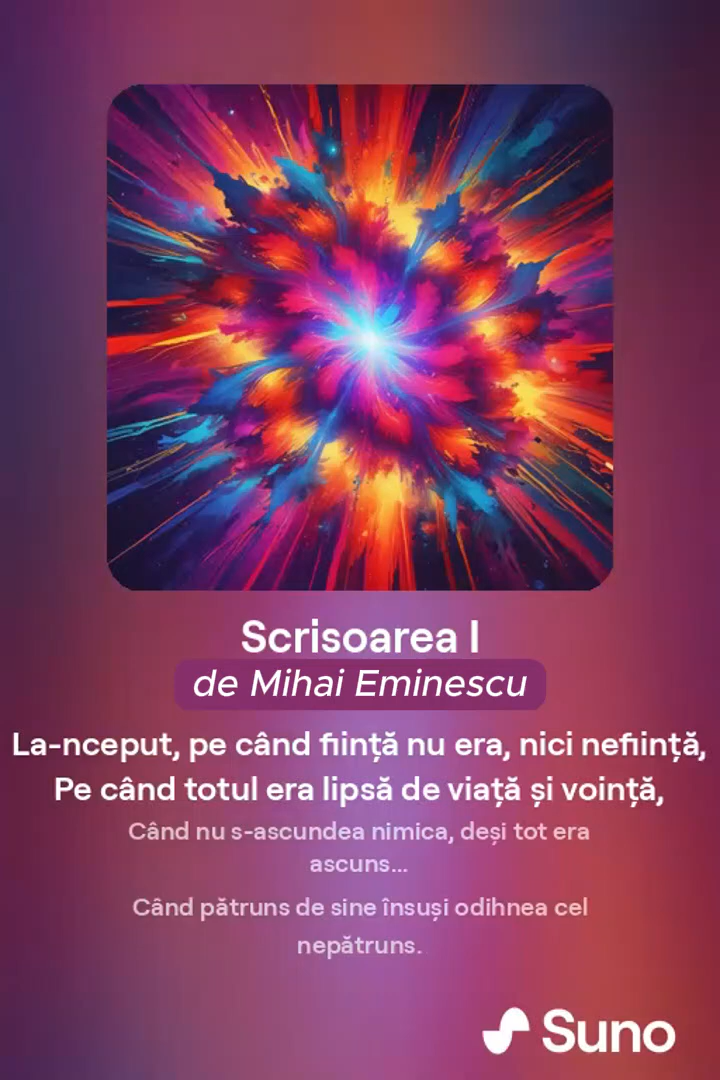 Scrisoarea I
de Mihai Eminescu
La-nceput, pe când ființă nu era, nici neființă,
Pe când totul era lipsă de viață și voință,
Când nu s-ascundea nimica, deși tot era
ascuns...
Când pătruns de sine însuși odihnea cel
nepătruns.
Suno